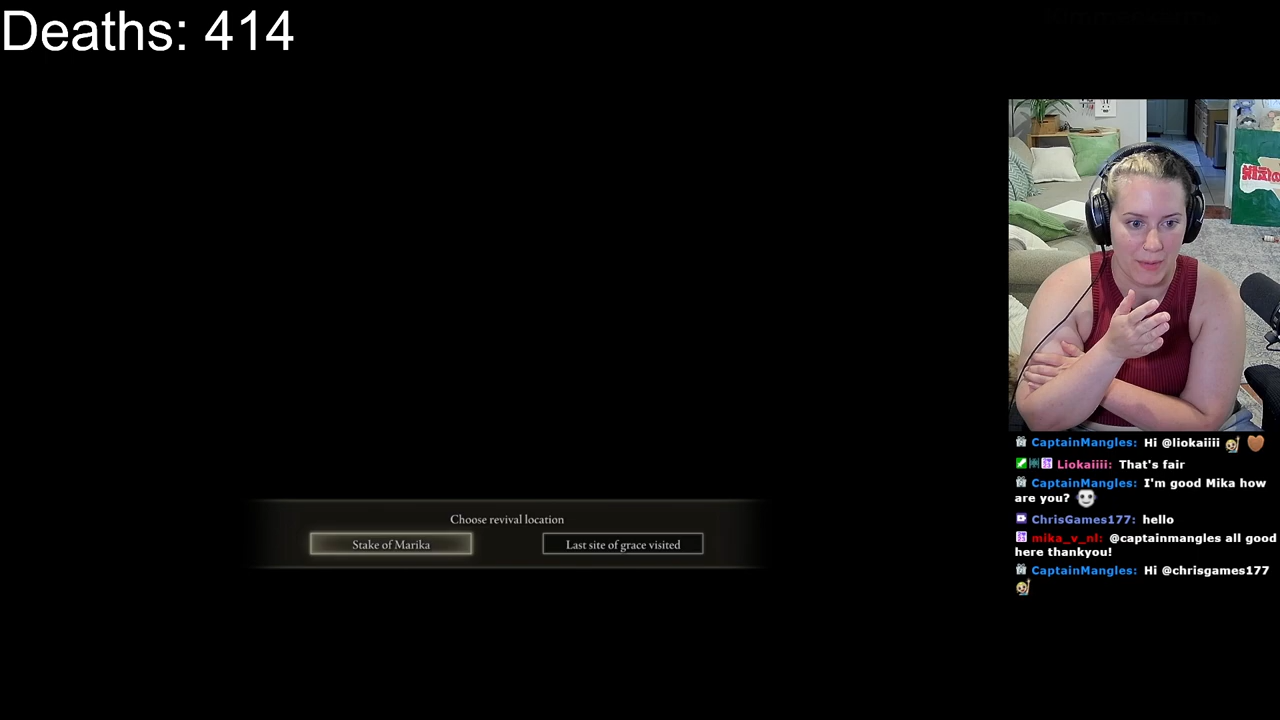 Deaths: 414
CaptainMangles: Hi @liokaiiii
Liokaiiii: That's fair
CaptainMangles: I'm good Mika how
are you?
ChrisGames177: hello
mika_v_nl: @captainmangles all good
here thankyou!
CaptainMangles: Hi @chrisgames177
Choose revival location
Stake of Marika
Last site of grace visited